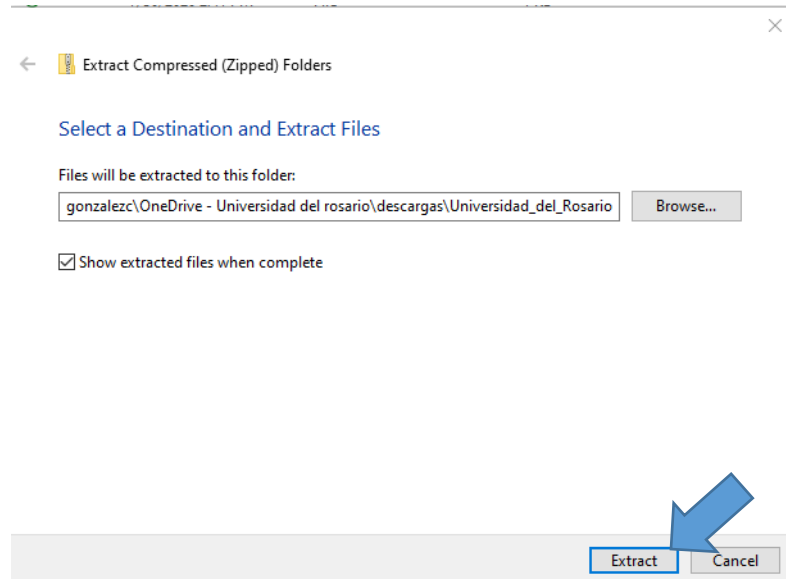 Extract Compressed (Zipped) Folders
Select a Destination and Extract Files
Files will be extracted to this folder:
gonzalezc\OneDrive - Universidad del rosario\descargas\Universidad_del_Rosario
Browse...
Show extracted files when complete
Extract
Cancel